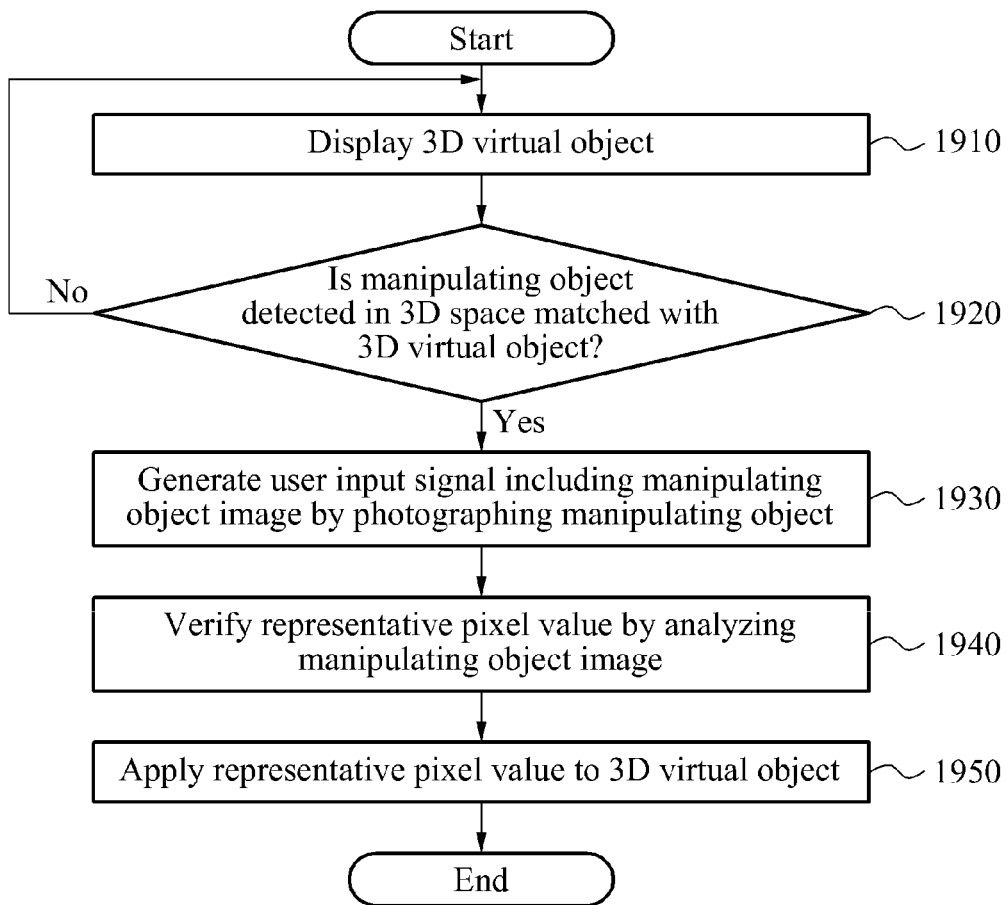 Start
Display 3D virtual object
1910
Is manipulating object
detected in 3D space matched with
3D virtual object?
1920
No
Yes
Generate user input signal including manipulating
object image by photographing manipulating object
1930
Verify representative pixel value by analyzing
manipulating object image
1940
Apply representative pixel value to 3D virtual object
1950
End